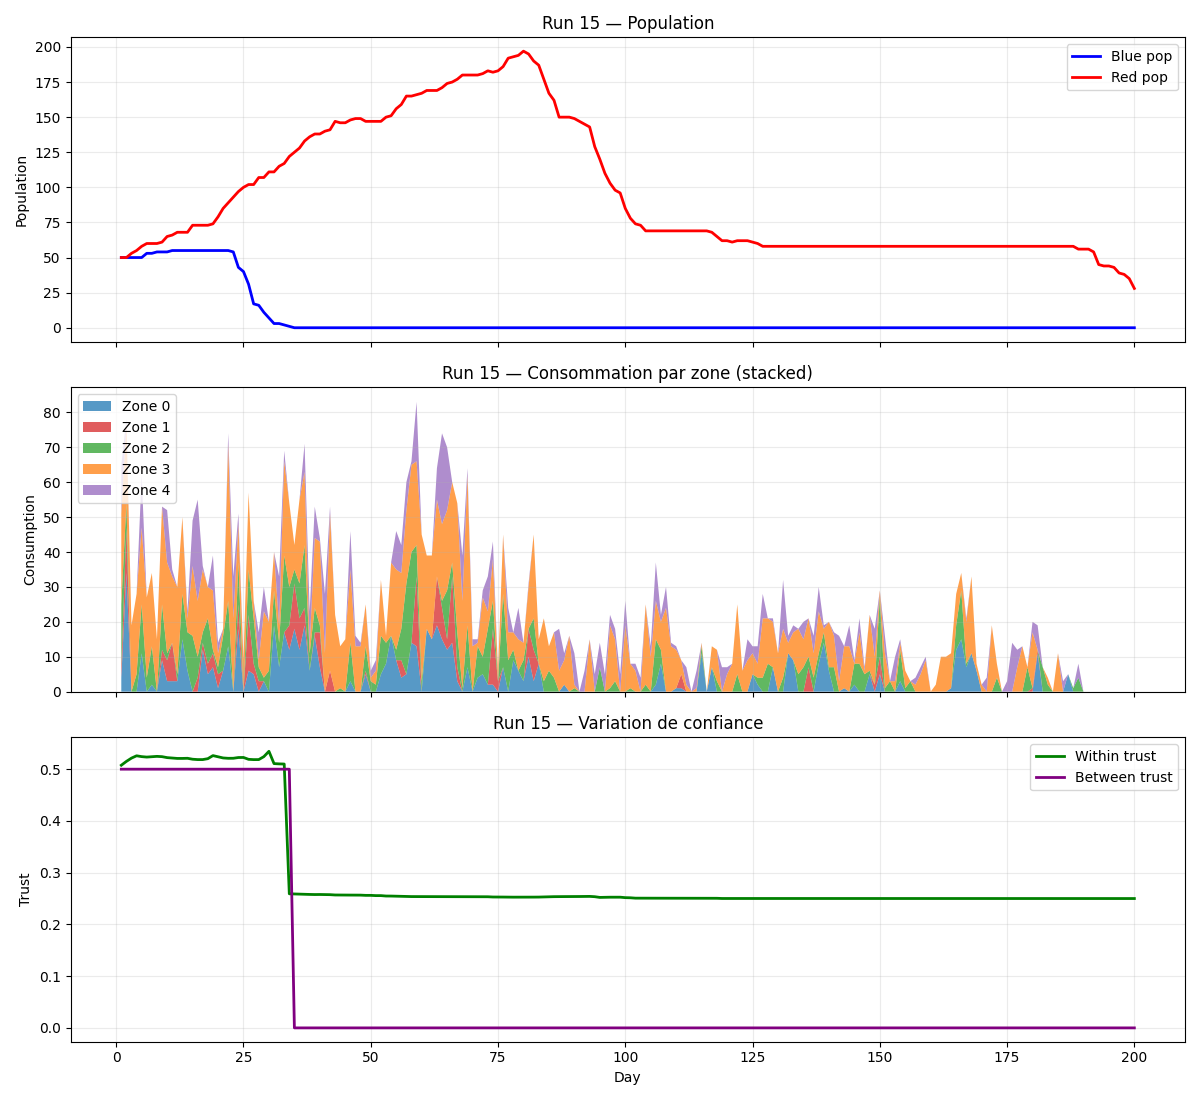 Run 15 — Population
200
175
150
125
100
75
50
25
0
Population
Blue pop
Red pop
Run 15 — Consommation par zone (stacked)
80
70
60
50
40
30
20
10
0
Consumption
Zone 0
Zone 1
Zone 2
Zone 3
Zone 4
Run 15 — Variation de confiance
0.5
0.4
0.3
0.2
0.1
0.0
Trust
Within trust
Between trust
0 25 50 75 100 125 150 175 200
Day